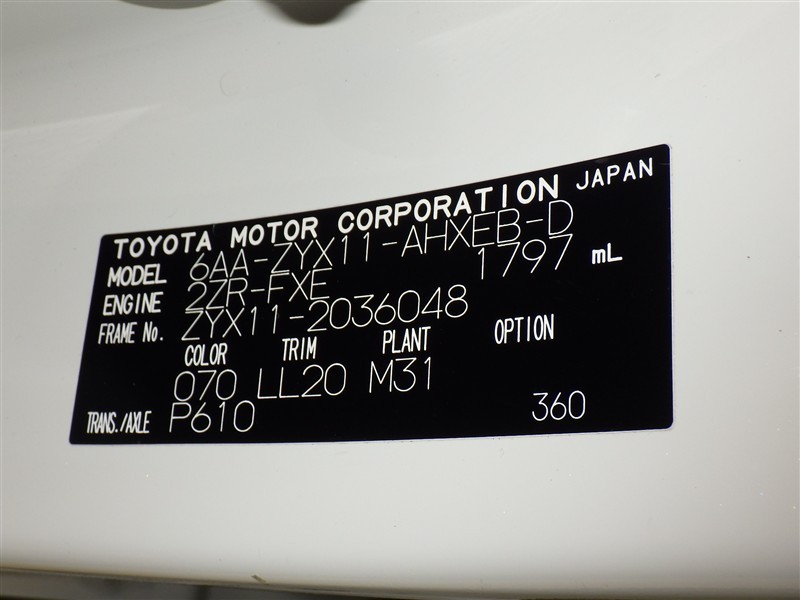 TOYOTA MOTOR CORPORATION JAPAN
MODEL 6AA-ZYX11-AHXEB-D
ENGINE 2ZR-FXE 1797 mL
FRAME No. ZYX11-2036048
COLOR TRIM PLANT OPTION
070 LL20 M31
TRANS./AXLE P610 360